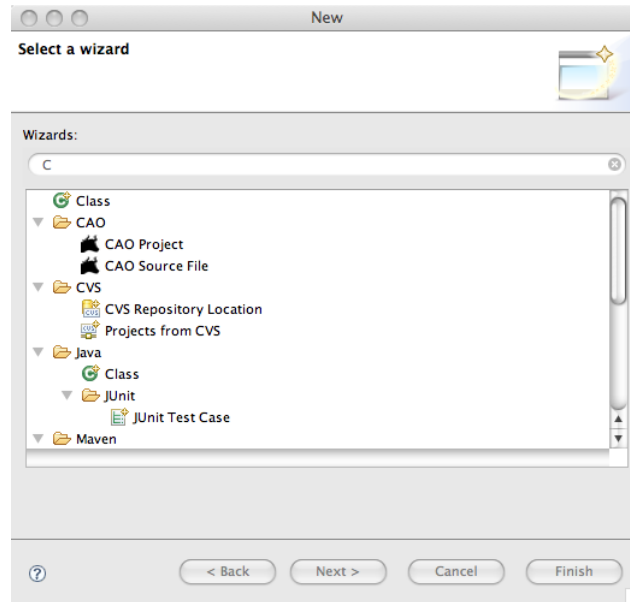 New
Select a wizard
Wizards:
C
Class
CAO
CAO Project
CAO Source File
CVS
CVS Repository Location
Projects from CVS
Java
Class
JUnit
JUnit Test Case
Maven
?
< Back Next > Cancel Finish